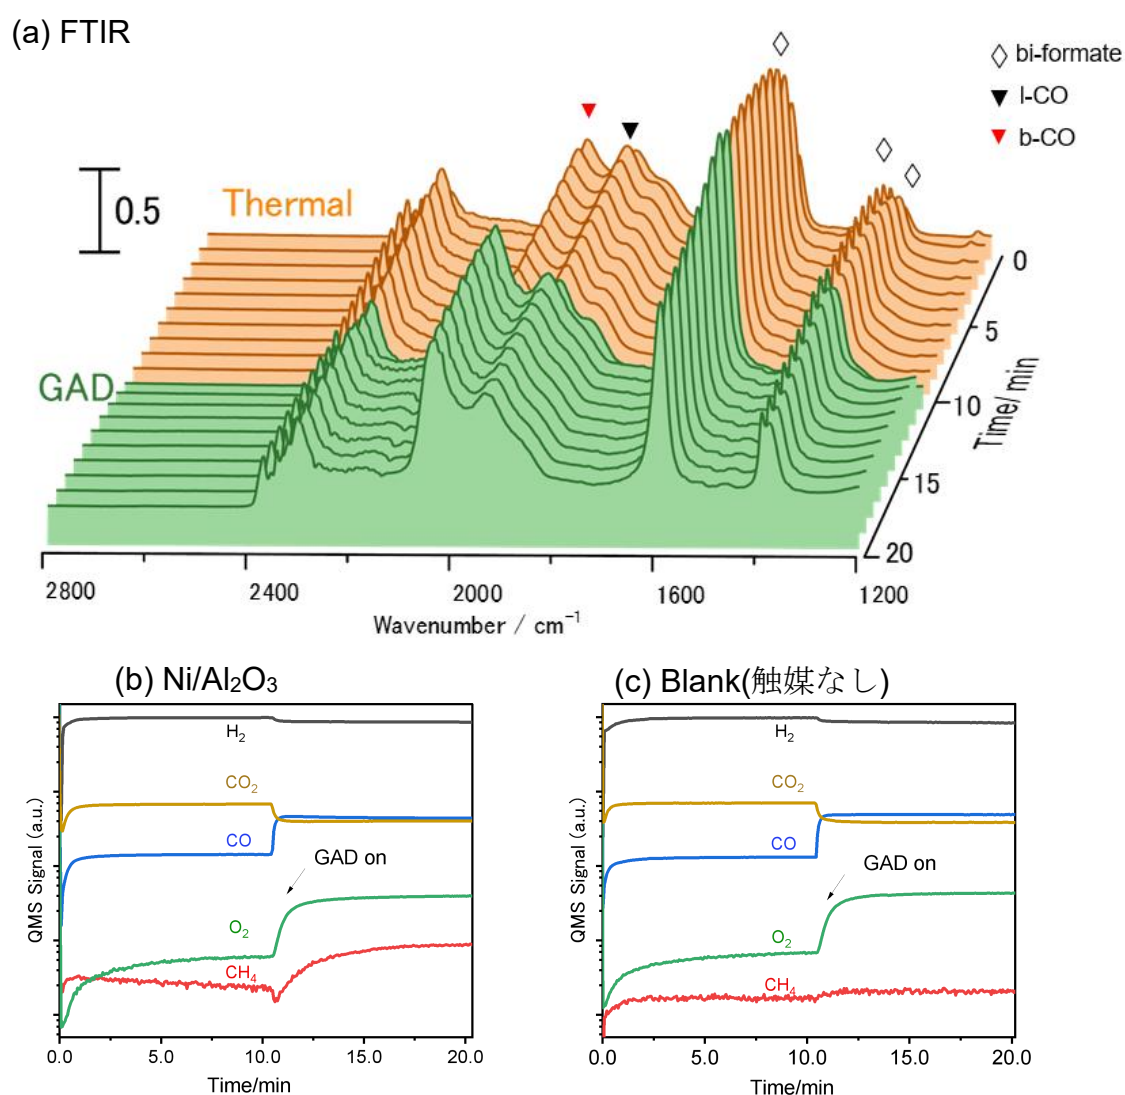 (a) FTIR
bi-formate
l-CO
b-CO
0.5
Thermal
GAD
0
5
10
15
20
Time/ min
2800
2400
2000
1600
1200
Wavenumber / cm⁻¹
(b) Ni/Al₂O₃
H₂
CO₂
CO
GAD on
O₂
CH₄
QMS Signal (a.u.)
0.0
5.0
10.0
15.0
20.0
Time/min
(c) Blank(触媒なし)
H₂
CO₂
CO
GAD on
O₂
CH₄
QMS Signal (a.u.)
0.0
5.0
10.0
15.0
20.0
Time/min